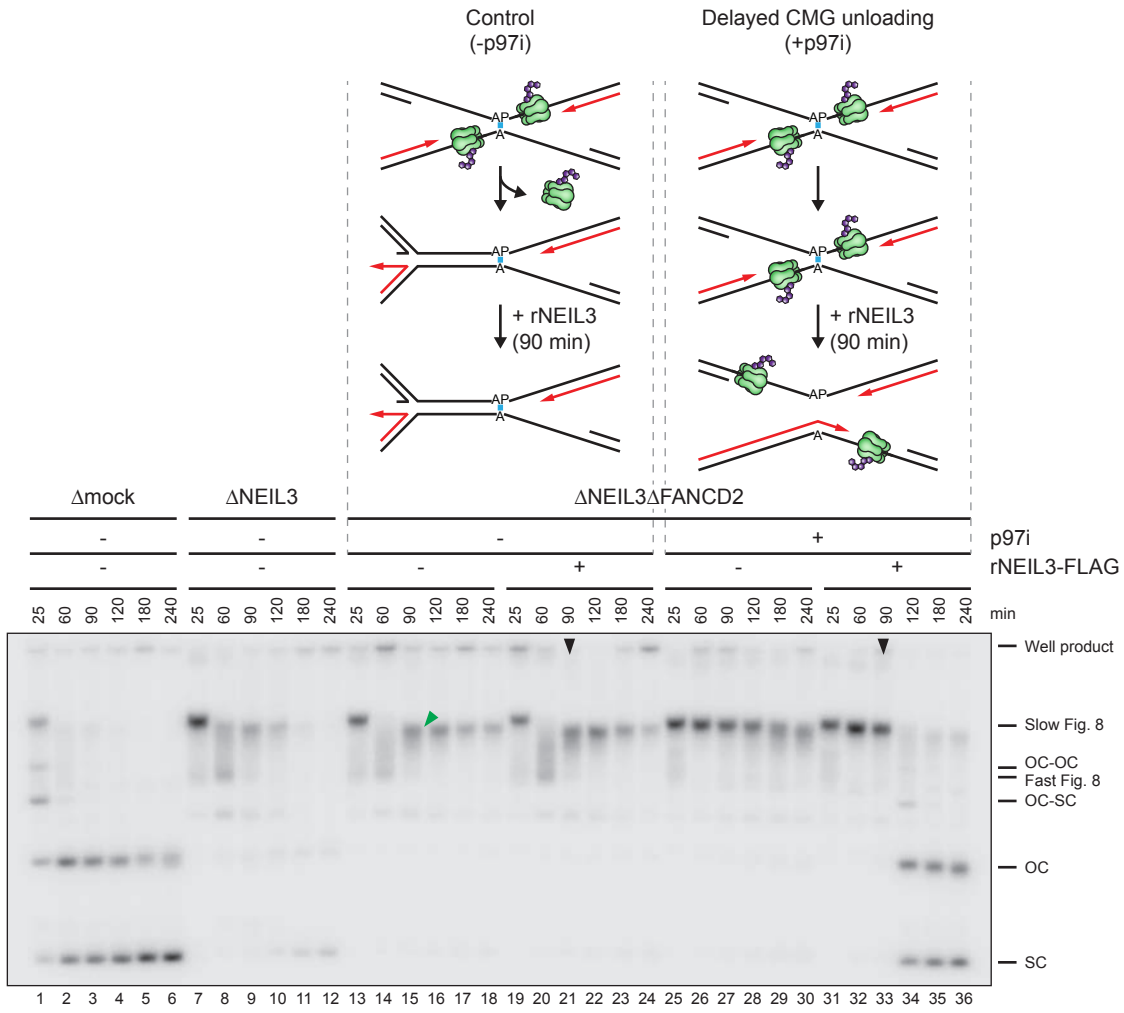 Control
(-p97i)
Delayed CMG unloading
(+p97i)
AP
A
AP
A
AP
A
AP
A
+ rNEIL3
(90 min)
+ rNEIL3
(90 min)
AP
A
AP
A
Δmock
ΔNEIL3
ΔNEIL3ΔFANCD2
- - - + p97i
- - - + - + rNEIL3-FLAG
25 60 90 120 180 240 25 60 90 120 180 240 25 60 90 120 180 240 25 60 90 120 180 240 25 60 90 120 180 240 25 60 90 120 180 240 min
Well product
Slow Fig. 8
OC-OC
Fast Fig. 8
OC-SC
OC
SC
1 2 3 4 5 6 7 8 9 10 11 12 13 14 15 16 17 18 19 20 21 22 23 24 25 26 27 28 29 30 31 32 33 34 35 36